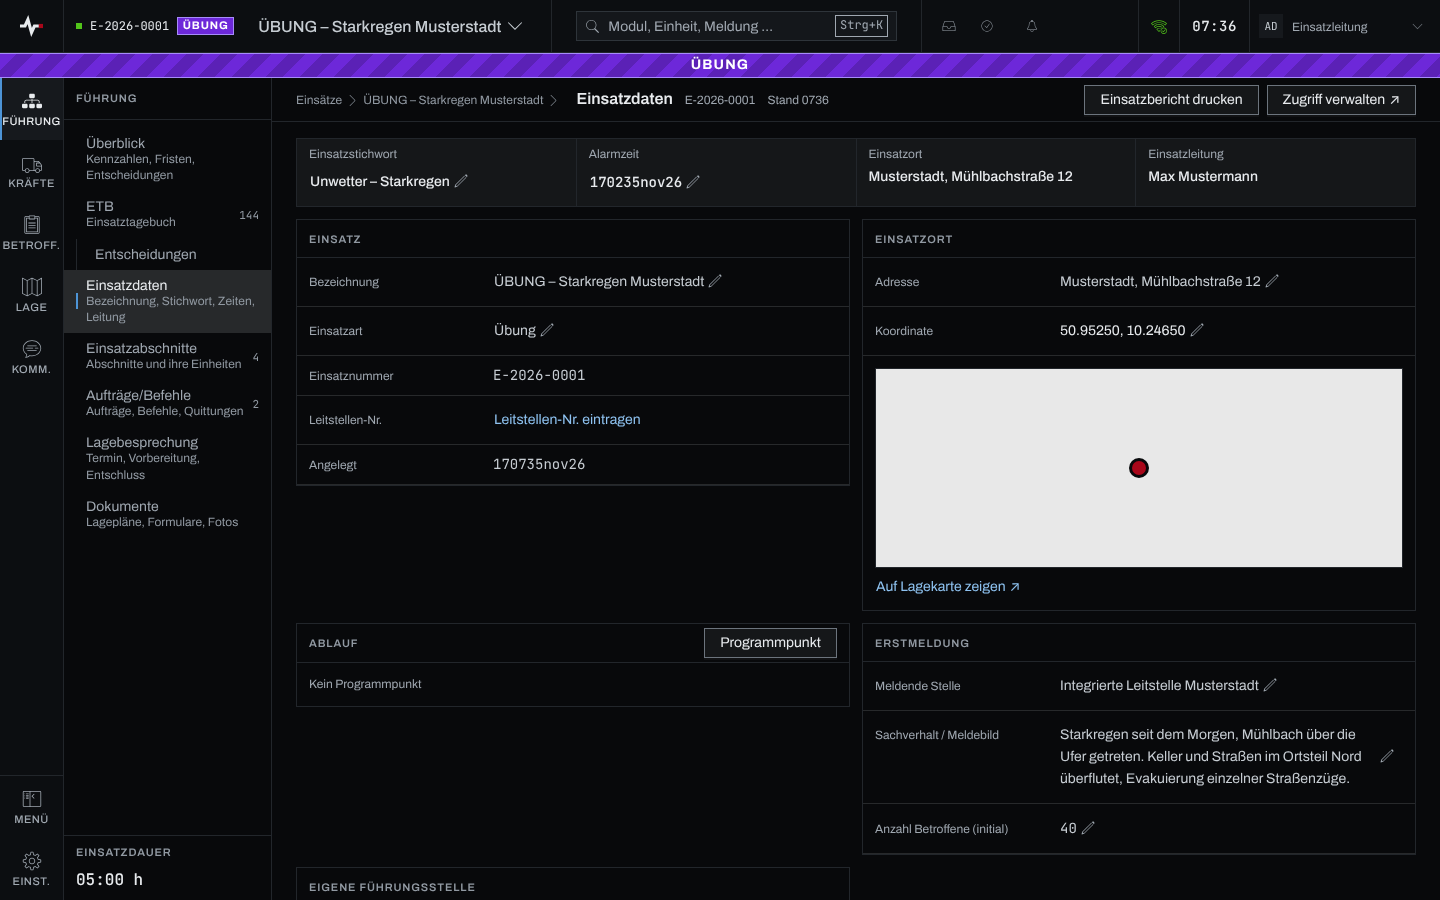 E-2026-0001 ÜBUNG
ÜBUNG – Starkregen Musterstadt
Modul, Einheit, Meldung ... Strg+K
07:36
AD Einsatzleitung
ÜBUNG
FÜHRUNG
KRÄFTE
BETROFF.
LAGE
KOMM.
MENÜ
EINST.
FÜHRUNG
Überblick
Kennzahlen, Fristen,
Entscheidungen
ETB
Einsatztagebuch
144
Entscheidungen
Einsatzdaten
Bezeichnung, Stichwort, Zeiten,
Leitung
Einsatzabschnitte
Abschnitte und ihre Einheiten
4
Aufträge/Befehle
Aufträge, Befehle, Quittungen
2
Lagebesprechung
Termin, Vorbereitung,
Entschluss
Dokumente
Lagepläne, Formulare, Fotos
EINSATZDAUER
05:00 h
Einsätze
ÜBUNG – Starkregen Musterstadt
Einsatzdaten
E-2026-0001
Stand 0736
Einsatzbericht drucken
Zugriff verwalten ↗
Einsatzstichwort
Unwetter – Starkregen
Alarmzeit
170235nov26
Einsatzort
Musterstadt, Mühlbachstraße 12
Einsatzleitung
Max Mustermann
EINSATZ
Bezeichnung
ÜBUNG – Starkregen Musterstadt
Einsatzart
Übung
Einsatznummer
E-2026-0001
Leitstellen-Nr.
Leitstellen-Nr. eintragen
Angelegt
170735nov26
EINSATZORT
Adresse
Musterstadt, Mühlbachstraße 12
Koordinate
50.95250, 10.24650
Auf Lagekarte zeigen ↗
ABLAUF
Programmpunkt
Kein Programmpunkt
ERSTMELDUNG
Meldende Stelle
Integrierte Leitstelle Musterstadt
Sachverhalt / Meldebild
Starkregen seit dem Morgen, Mühlbach über die
Ufer getreten. Keller und Straßen im Ortsteil Nord
überflutet, Evakuierung einzelner Straßenzüge.
Anzahl Betroffene (initial)
40
EIGENE FÜHRUNGSSTELLE